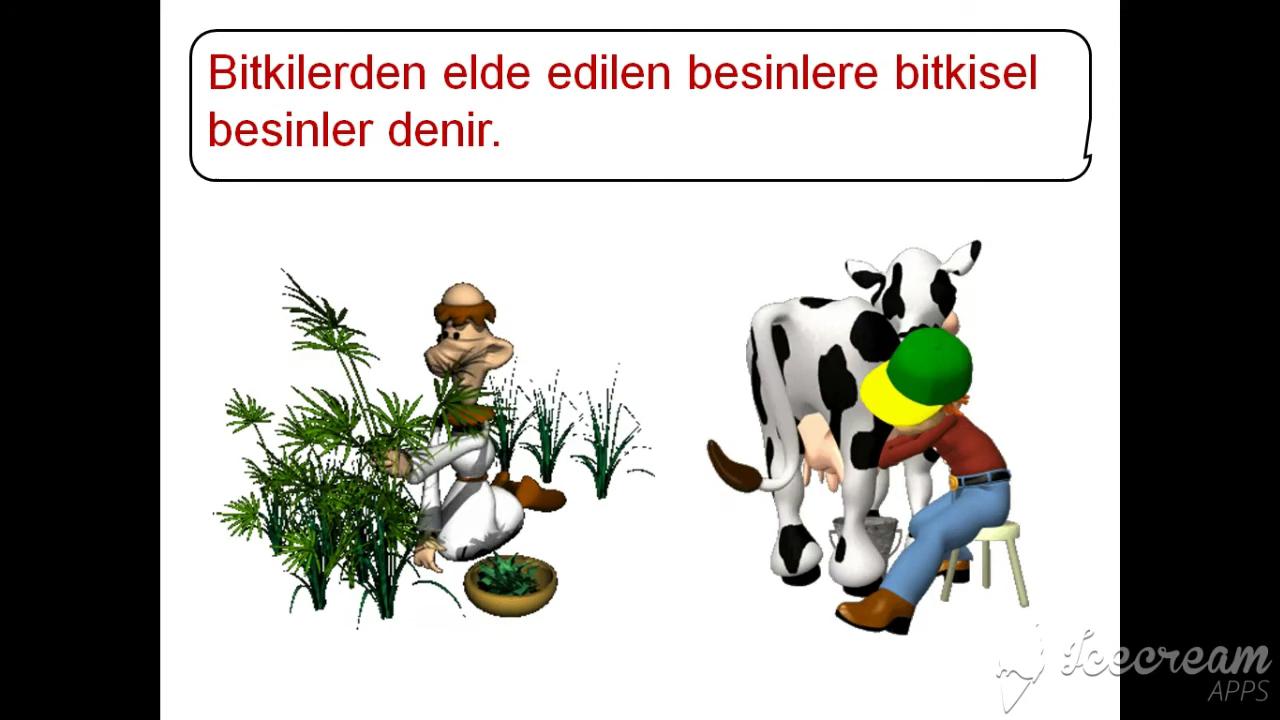 Bitkilerden elde edilen besinlere bitkisel
besinler denir.
Icecream
APPS